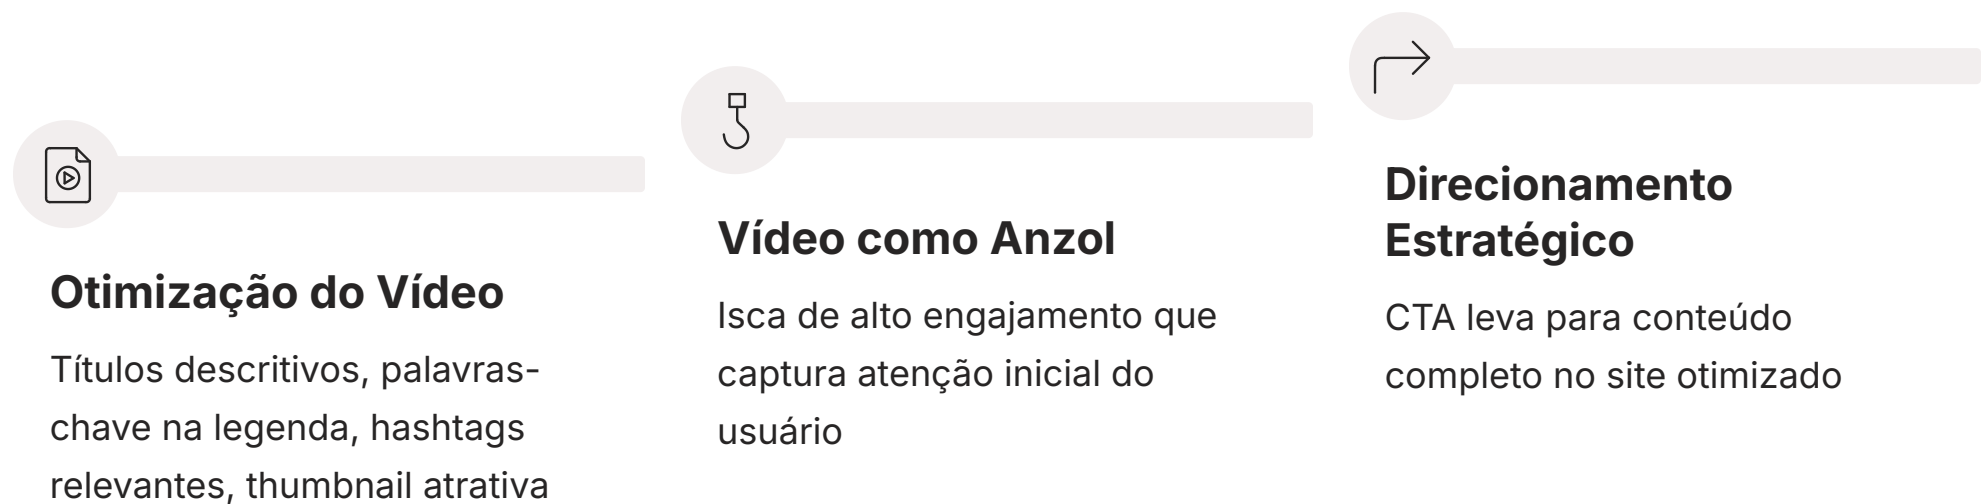 Otimização do Vídeo
Títulos descritivos, palavras-
chave na legenda, hashtags
relevantes, thumbnail atrativa
Vídeo como Anzol
Isca de alto engajamento que
captura atenção inicial do
usuário
Direcionamento
Estratégico
CTA leva para conteúdo
completo no site otimizado